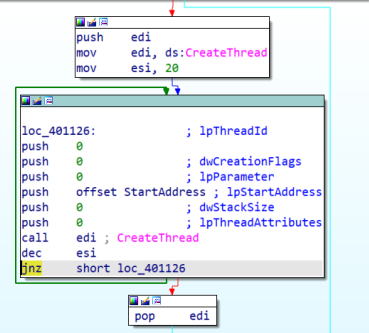 push    edi
mov     edi, ds:CreateThread
mov     esi, 20
loc_401126:             ; lpThreadId
push    0
push    0               ; dwCreationFlags
push    0               ; lpParameter
push    offset StartAddress ; lpStartAddress
push    0               ; dwStackSize
push    0               ; lpThreadAttributes
call    edi ; CreateThread
dec     esi
jnz     short loc_401126
pop     edi